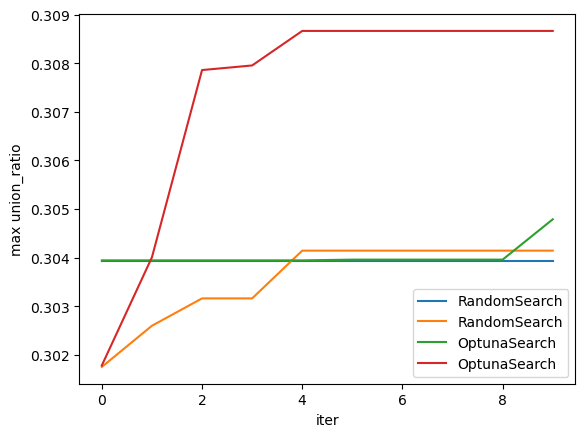 0.309
0.308
0.307
0.306
0.305
0.304
0.303
0.302
max union_ratio
RandomSearch
RandomSearch
OptunaSearch
OptunaSearch
0 2 4 6 8
iter